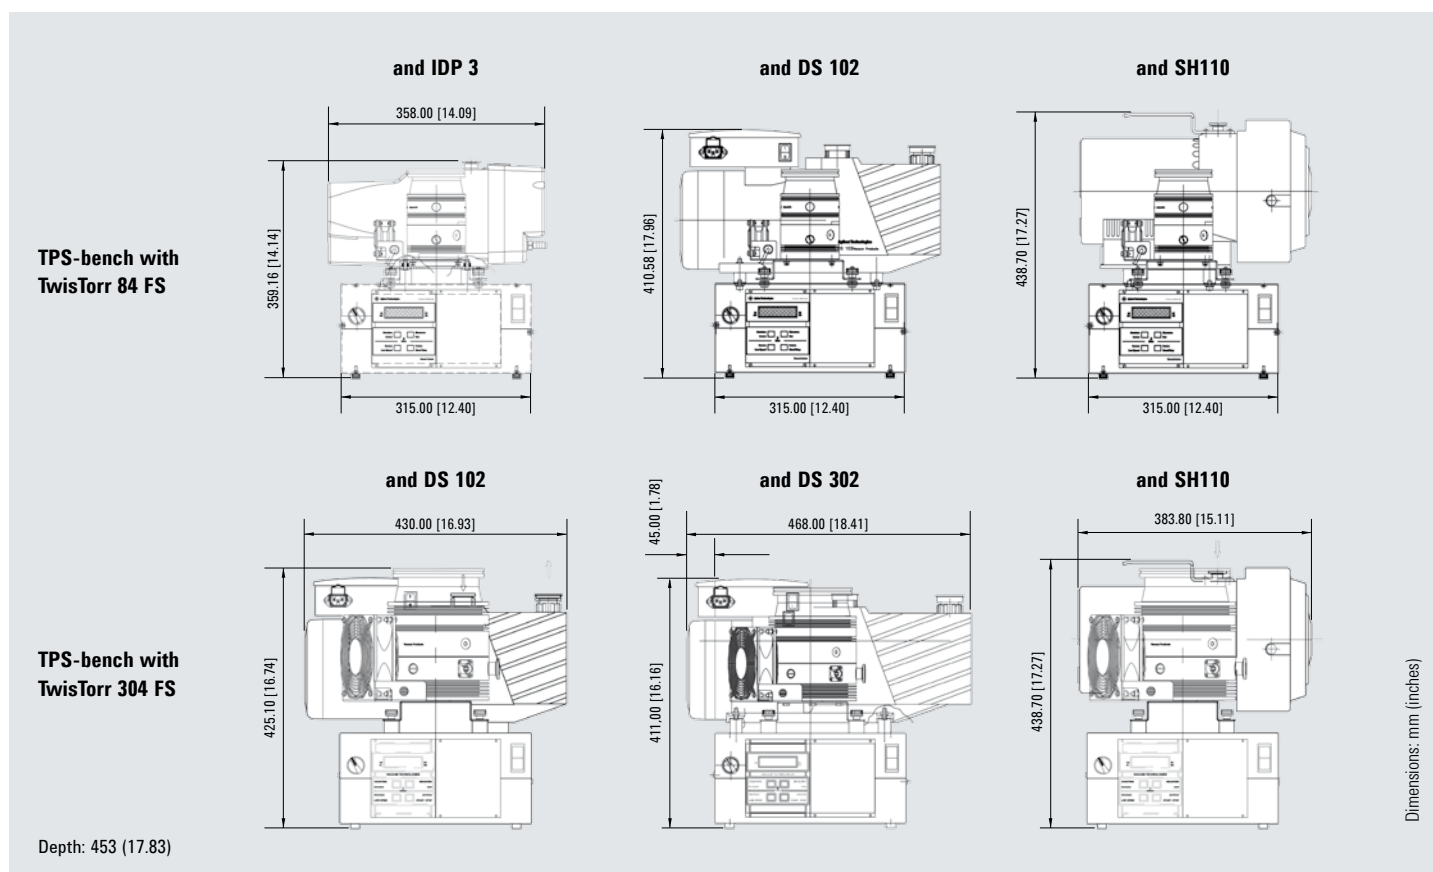 and IDP 3
and DS 102
and SH110
358.00 [14.09]
359.16 [14.14]
410.58 [17.96]
438.70 [17.27]
TPS-bench with
TwisTorr 84 FS
315.00 [12.40]
315.00 [12.40]
315.00 [12.40]
and DS 102
and DS 302
and SH110
430.00 [16.93]
45.00 [1.78]
468.00 [18.41]
383.80 [15.11]
425.10 [16.74]
411.00 [16.16]
438.70 [17.27]
TPS-bench with
TwisTorr 304 FS
Dimensions: mm (inches)
Depth: 453 (17.83)